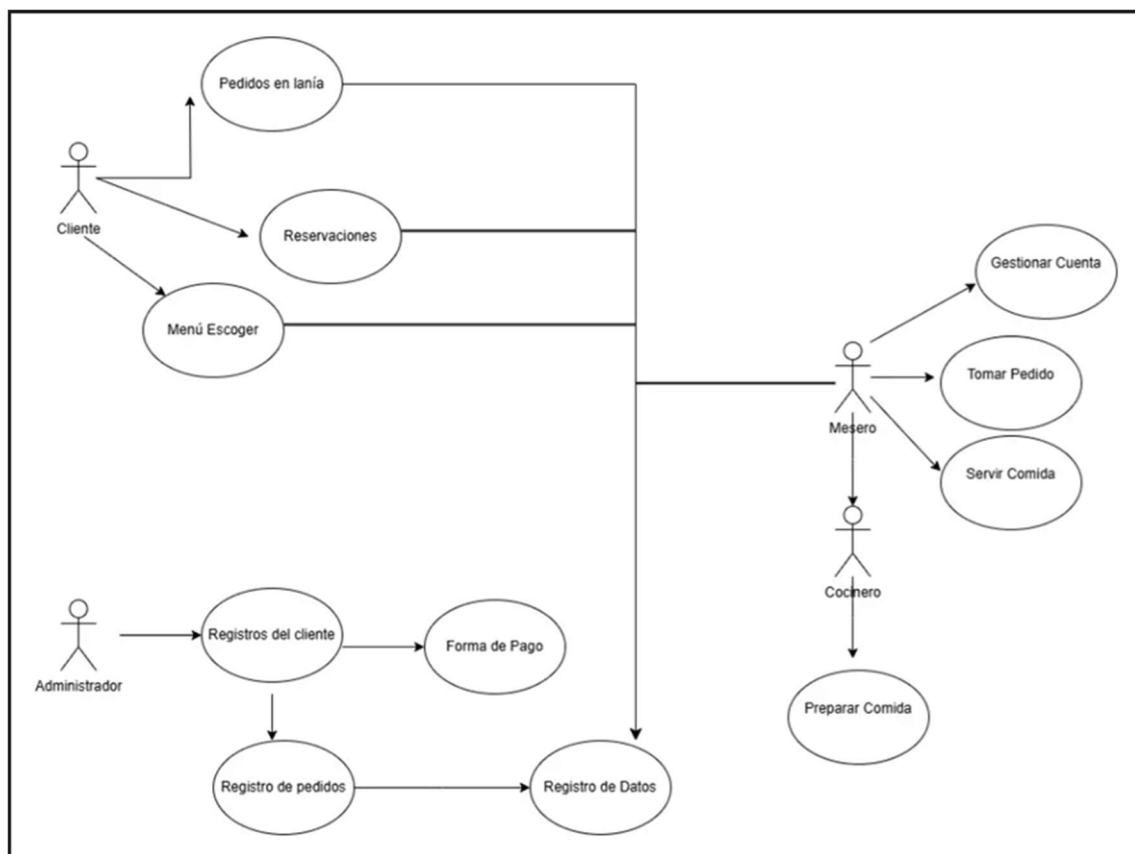 Pedidos en lanía
Cliente
Reservaciones
Menú Escoger
Gestionar Cuenta
Tomar Pedido
Mesero
Servir Comida
Cocinero
Administrador
Registros del cliente
Forma de Pago
Preparar Comida
Registro de pedidos
Registro de Datos